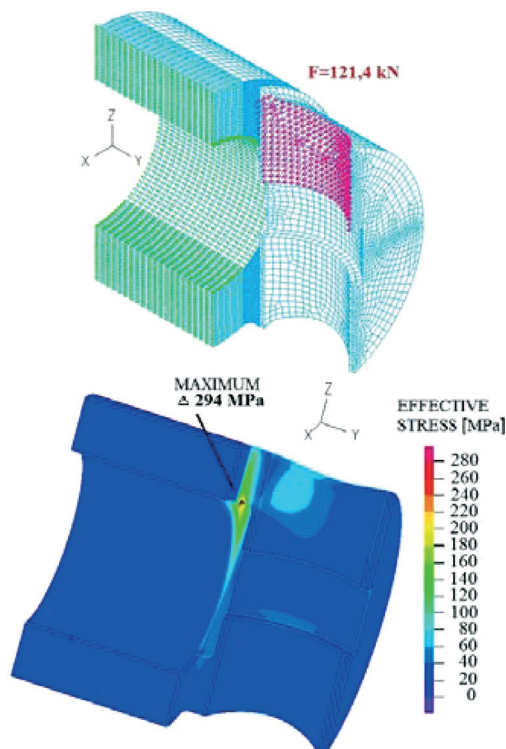 F=121,4 kN
Z
X
Y
MAXIMUM
△ 294 MPa
Z
X
Y
EFFECTIVE
STRESS [MPa]
280
260
240
220
200
180
160
140
120
100
80
60
40
20
0